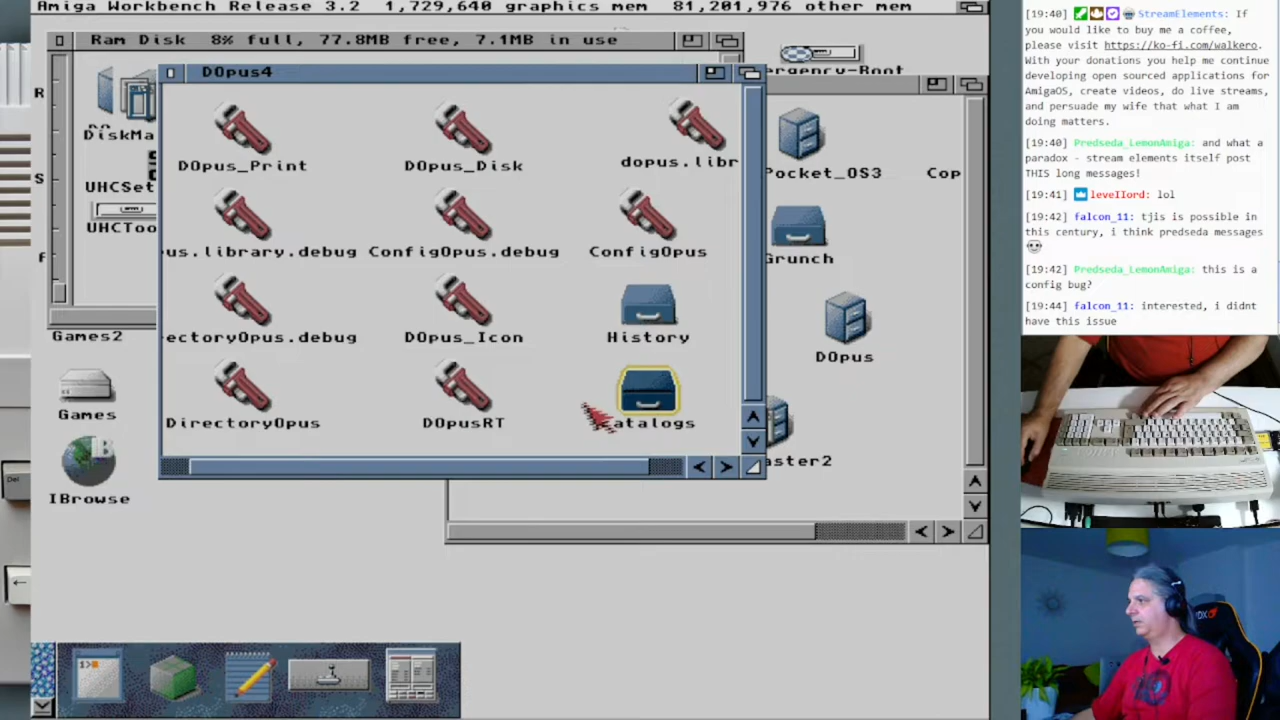 Amiga Workbench Release 3.2 1,729,640 graphics mem 81,201,976 other mem
Ram Disk 8% full, 77.8MB free, 7.1MB in use
DOpus4
ergency-Root
R
DiskMa
S
UHCSet
UHCToo
f
Games2
Games
IBrowse
DOpus_Print
DOpus_Disk
dopus.libr
us.library.debug
ConfigOpus.debug
ConfigOpus
ectoryOpus.debug
DOpus_Icon
History
DirectoryOpus
DOpusRT
atalogs
Pocket_OS3
Cop
Grunch
DOpus
aster2
1>
Del
[19:40] StreamElements: If
you would like to buy me a coffee,
please visit https://ko-fi.com/walkero.
With your donations you help me continue
developing open sourced applications for
AmigaOS, create videos, do live streams,
and persuade my wife that what I am
doing matters.
[19:40] Predseda_LemonAmiga: and what a
paradox - stream elements itself post
THIS long messages!
[19:41] leveIIord: lol
[19:42] falcon_11: tjis is possible in
this century, i think predseda messages
[19:42] Predseda_LemonAmiga: this is a
config bug?
[19:44] falcon_11: interested, i didnt
have this issue